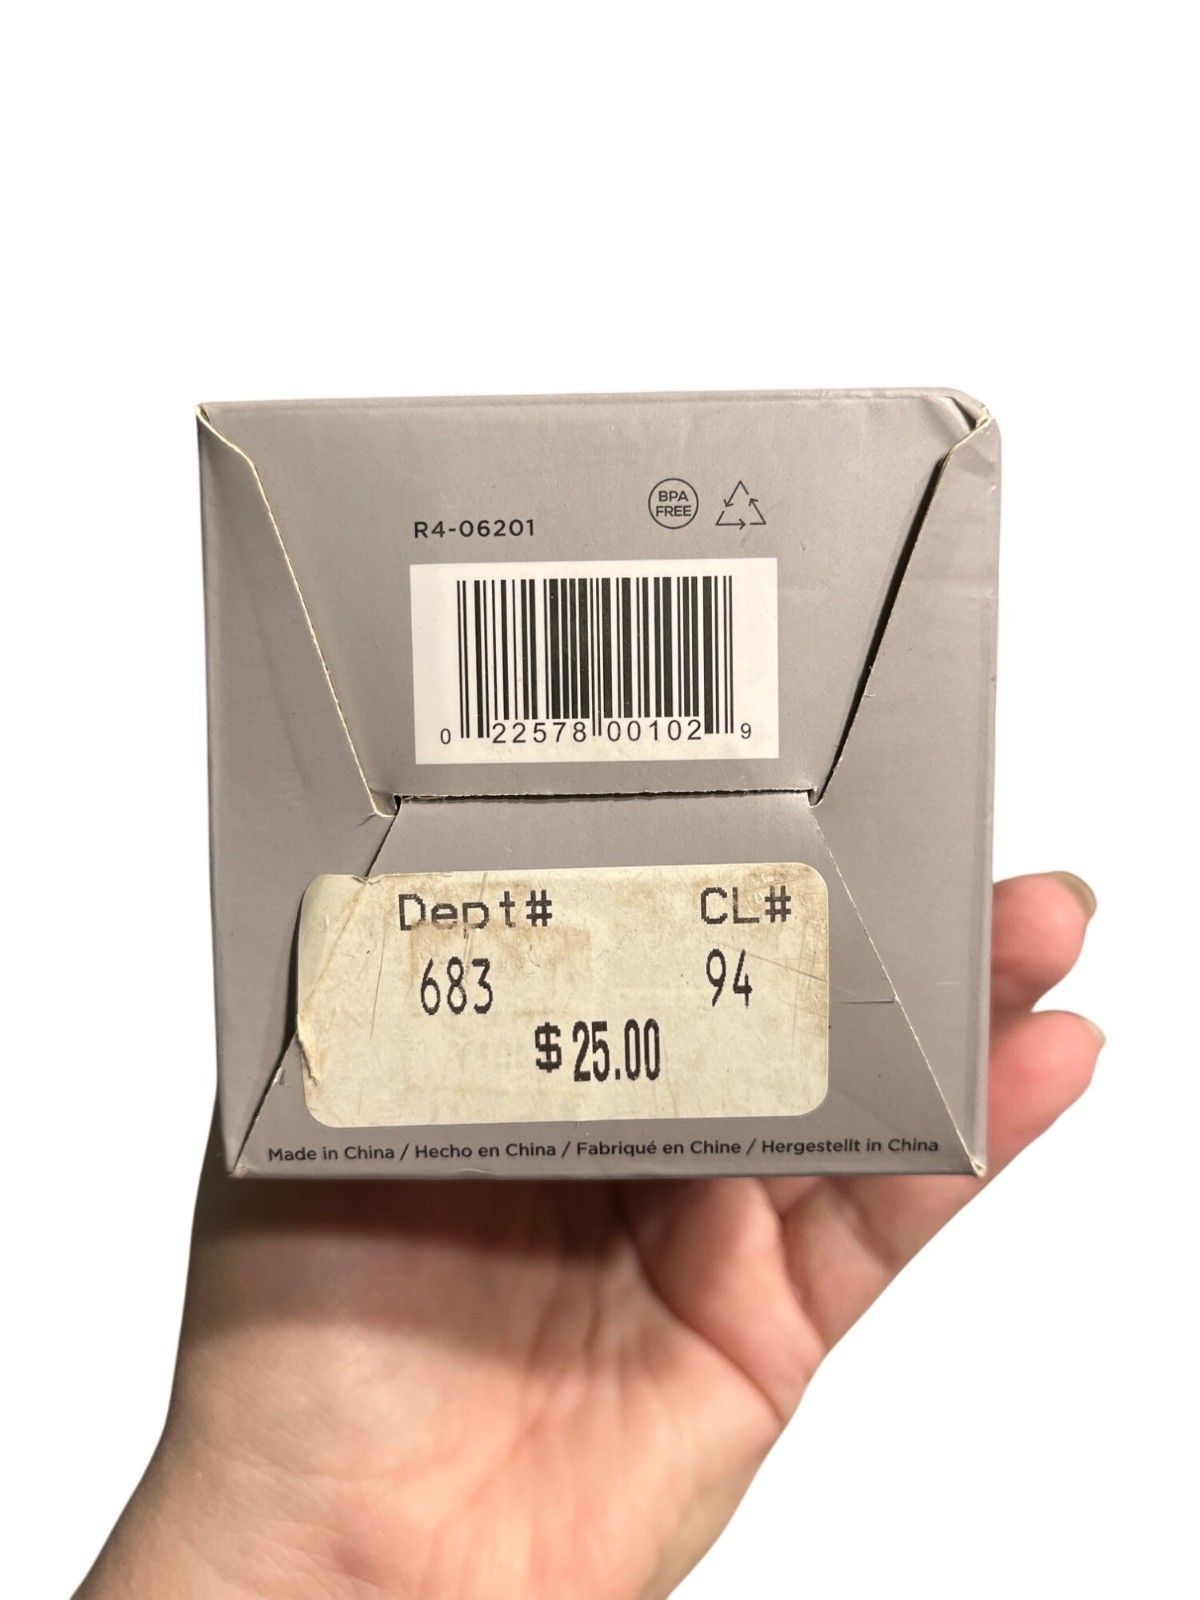 BPA
FREE
R4-06201
0 22578 00102 9
Dept# CL#
683 94
$25.00
Made in China / Hecho en China / Fabriqué en Chine / Hergestellt in China